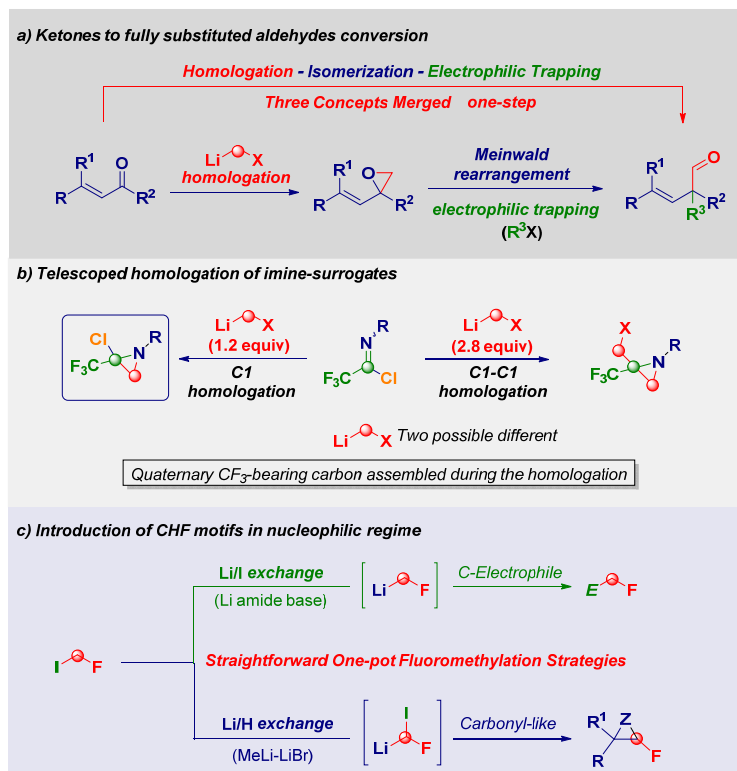 a) Ketones to fully substituted aldehydes conversion
Homologation - Isomerization - Electrophilic Trapping
Three Concepts Merged one-step
R¹ O R R²
Li X
homologation
R¹ O R R²
Meinwald
rearrangement
electrophilic trapping
(R³X)
R¹ O R R³ R²
b) Telescoped homologation of imine-surrogates
Cl N R F₃C
Li X
(1.2 equiv)
C1
homologation
N R F₃C Cl
Li X
(2.8 equiv)
C1-C1
homologation
X N R F₃C
Li X Two possible different
Quaternary CF₃-bearing carbon assembled during the homologation
c) Introduction of CHF motifs in nucleophilic regime
Li/I exchange
(Li amide base)
Li F
C-Electrophile
E F
I F
Straightforward One-pot Fluoromethylation Strategies
Li/H exchange
(MeLi-LiBr)
I Li F
Carbonyl-like
R¹ Z R F